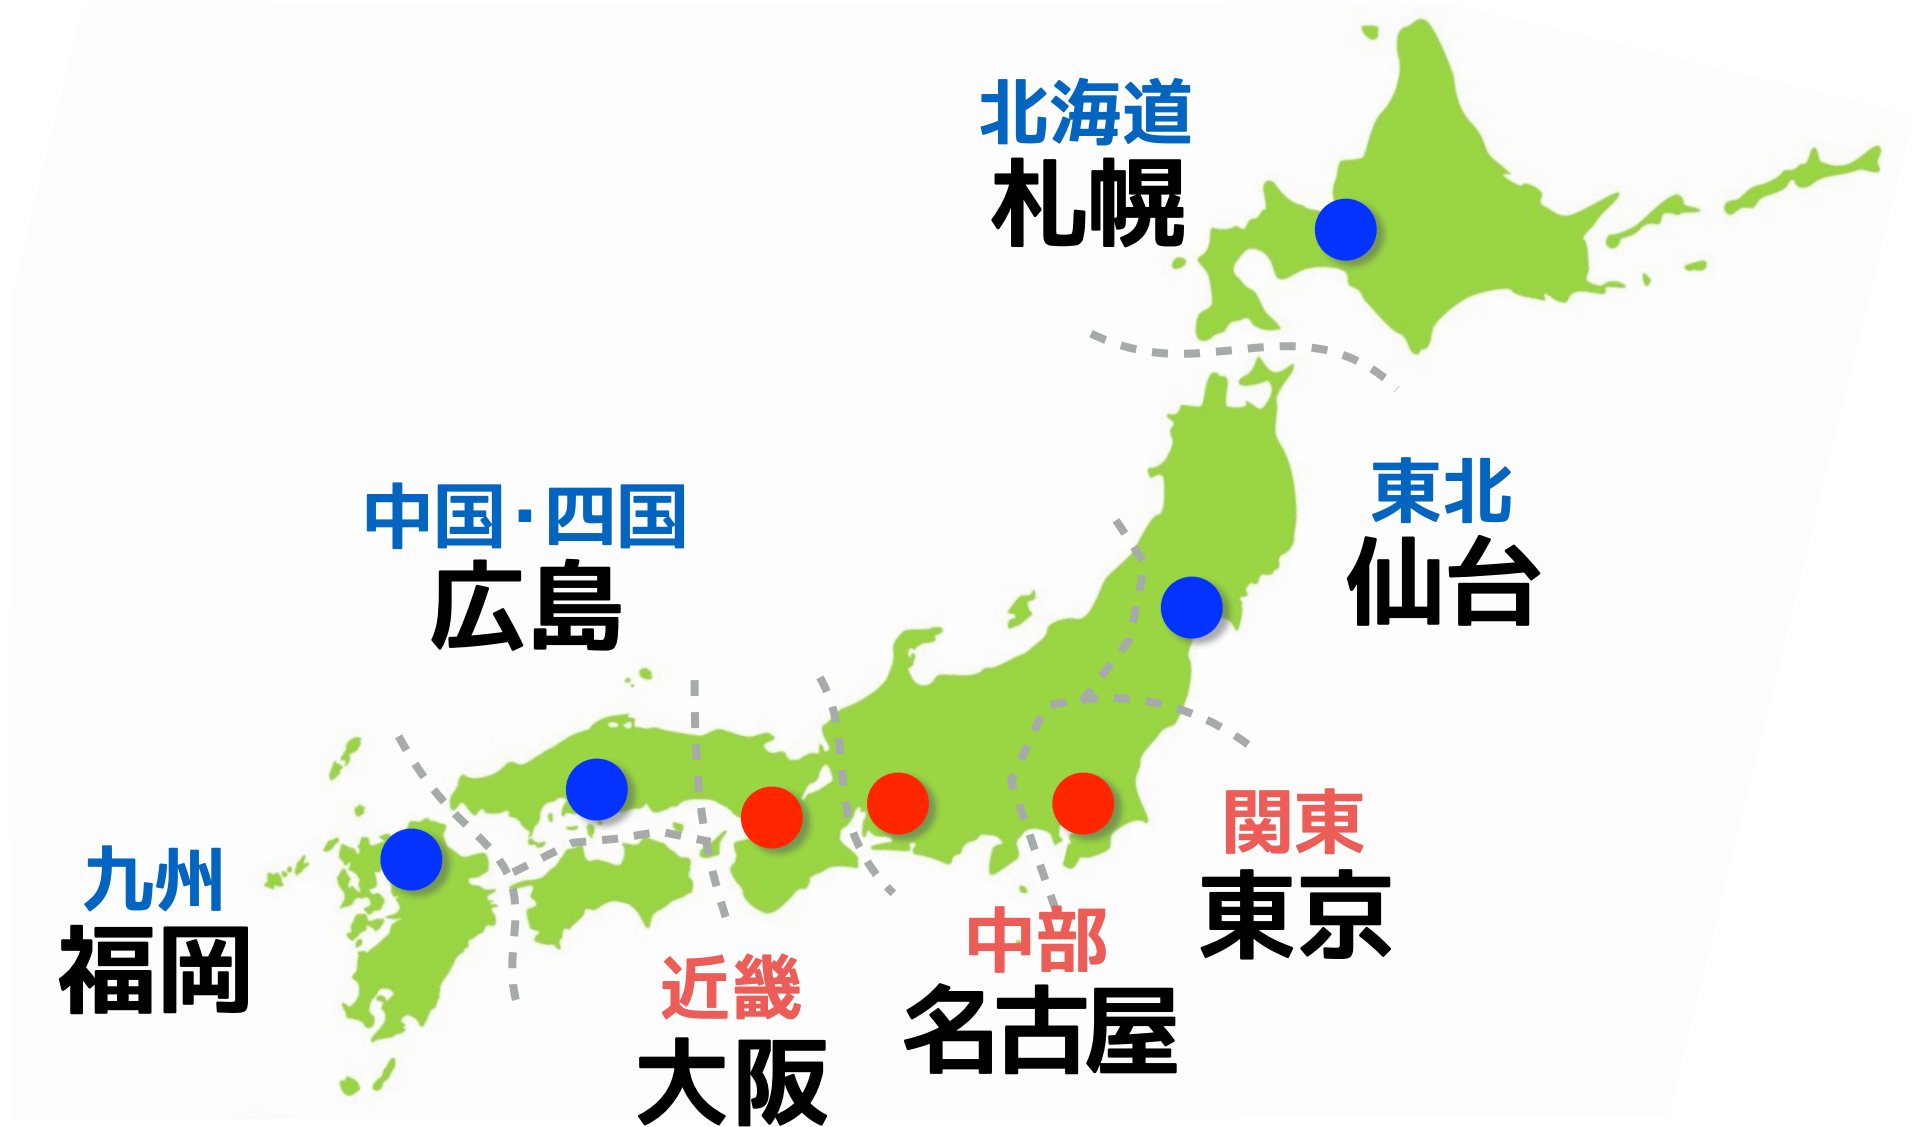 北海道
札幌
東北
仙台
中国・四国
広島
関東
東京
九州
福岡
中部
名古屋
近畿
大阪